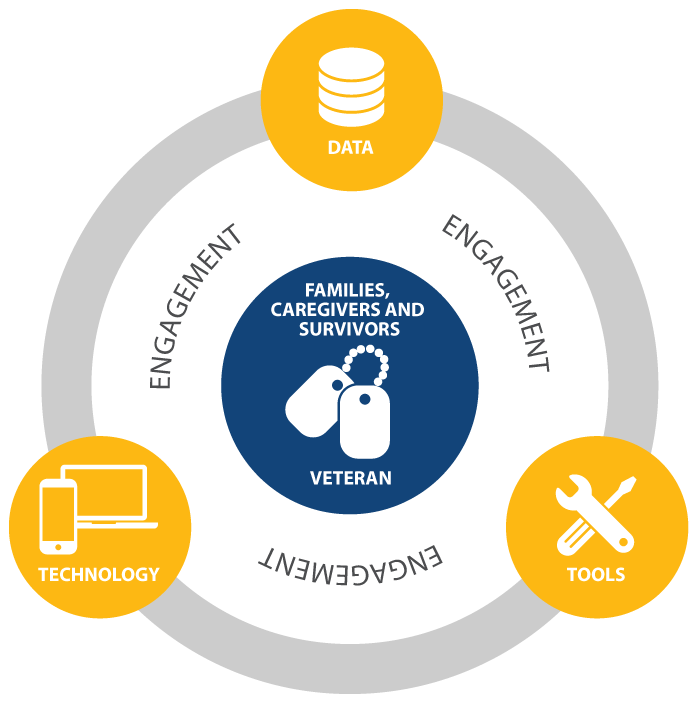 DATA
ENGAGEMENT
ENGAGEMENT
FAMILIES,
CAREGIVERS AND
SURVIVORS
VETERAN
TECHNOLOGY
ENGAGEMENT
TOOLS